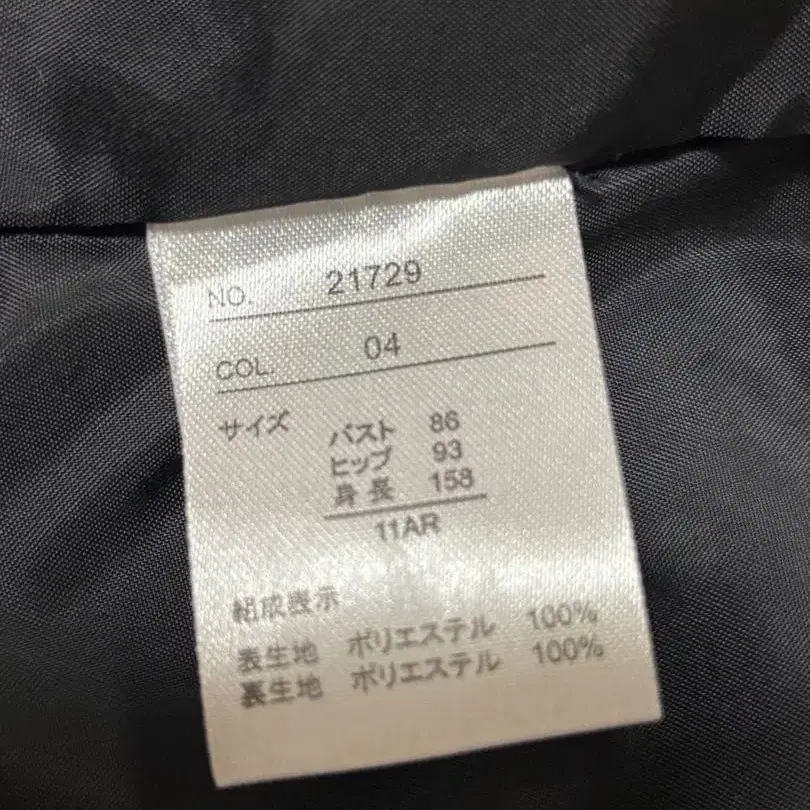 NO. 21729
COL. 04
サイズ バスト 86
ヒップ 93
身長 158
11AR
組成表示
表生地 ポリエステル 100%
裏生地 ポリエステル 100%